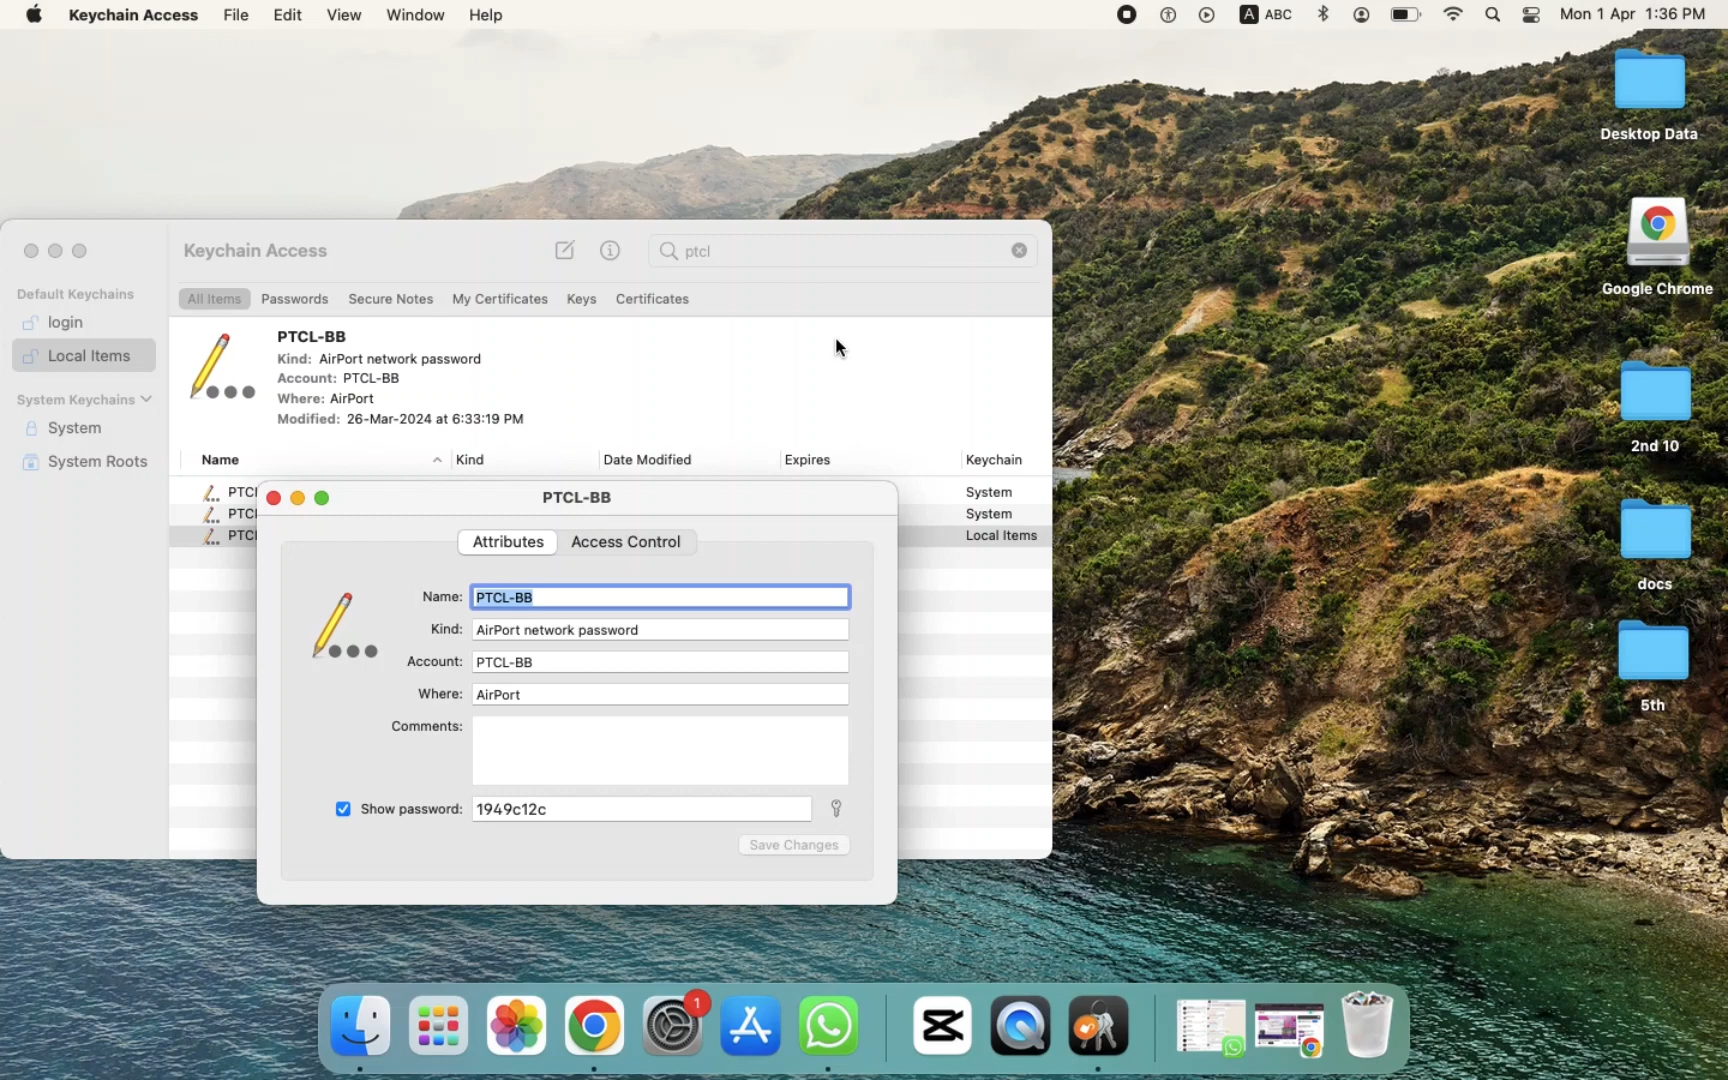 Keychain Access File Edit View Window Help
A ABC Mon 1 Apr 1:36 PM
Desktop Data
Google Chrome
2nd 10
docs
5th
Keychain Access
ptcl
Default Keychains
login
Local Items
System Keychains
System
System Roots
All Items Passwords Secure Notes My Certificates Keys Certificates
PTCL-BB
Kind: AirPort network password
Account: PTCL-BB
Where: AirPort
Modified: 26-Mar-2024 at 6:33:19 PM
Name Kind Date Modified Expires Keychain
System
System
Local Items
PTCL-BB
Attributes Access Control
Name: PTCL-BB
Kind: AirPort network password
Account: PTCL-BB
Where: AirPort
Comments:
Show password: 1949c12c
Save Changes
1